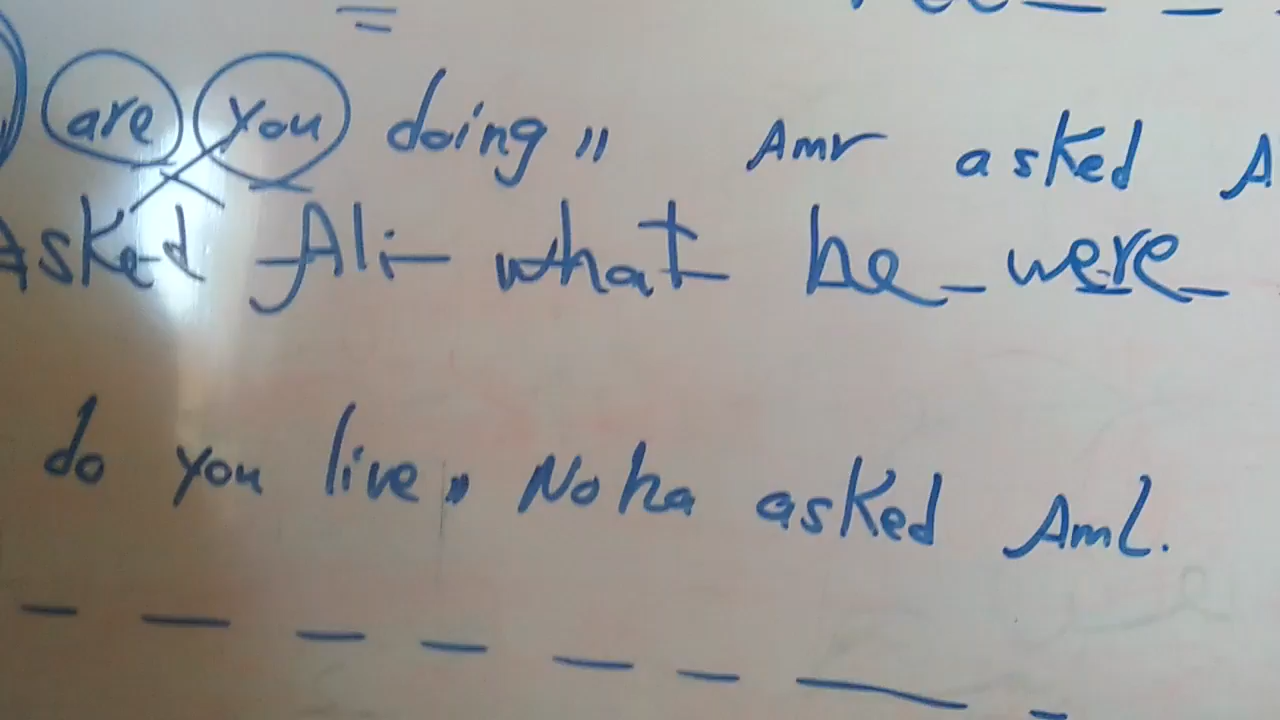 are you doing" Amr asked A
Asked Ali what he were
do you live" Noha asked Aml.